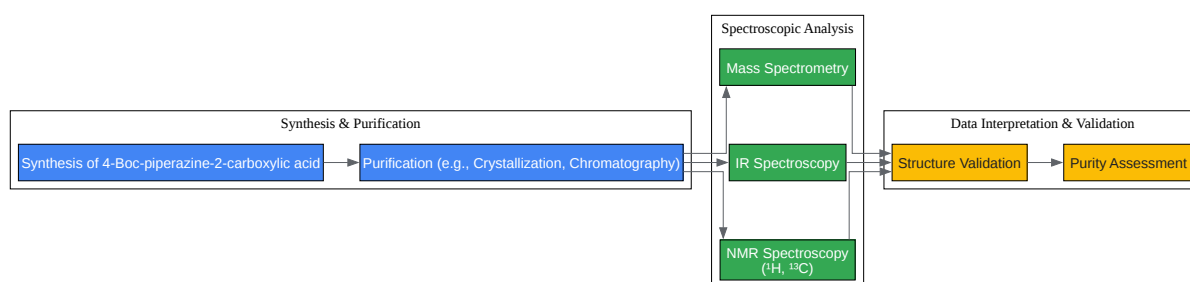 Synthesis & Purification
Synthesis of 4-Boc-piperazine-2-carboxylic acid
Purification (e.g., Crystallization, Chromatography)
Spectroscopic Analysis
Mass Spectrometry
IR Spectroscopy
NMR Spectroscopy
(¹H, ¹³C)
Data Interpretation & Validation
Structure Validation
Purity Assessment